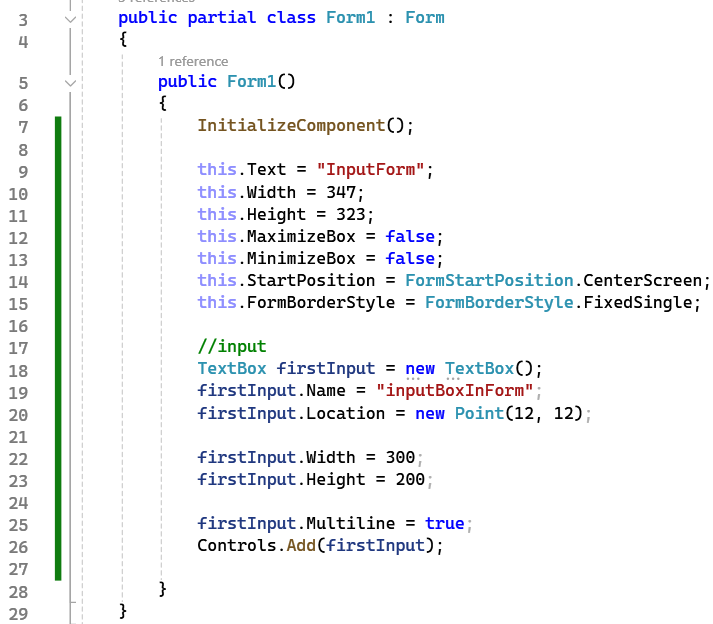 3 references
3 public partial class Form1 : Form
4 {
1 reference
5 public Form1()
6 {
7 InitializeComponent();
8
9 this.Text = "InputForm";
10 this.Width = 347;
11 this.Height = 323;
12 this.MaximizeBox = false;
13 this.MinimizeBox = false;
14 this.StartPosition = FormStartPosition.CenterScreen;
15 this.FormBorderStyle = FormBorderStyle.FixedSingle;
16
17 //input
18 TextBox firstInput = new TextBox();
19 firstInput.Name = "inputBoxInForm";
20 firstInput.Location = new Point(12, 12);
21
22 firstInput.Width = 300;
23 firstInput.Height = 200;
24
25 firstInput.Multiline = true;
26 Controls.Add(firstInput);
27
28 }
29 }